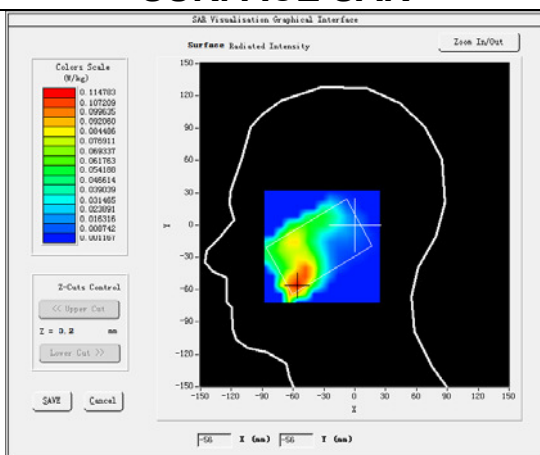 SAR Visualisation Graphical Interface
Surface Radiated Intensity
Zoom In/Out
Colors Scale
(W/kg)
0.114783
0.107209
0.099635
0.092060
0.084486
0.076911
0.069337
0.061763
0.054188
0.046614
0.039039
0.031465
0.023891
0.016316
0.008742
0.001167
150
120
90
60
30
0
-30
-60
-90
-120
-150
Y
-150 -120 -90 -60 -30 0 30 60 90 120 150
X
Z-Cuts Control
<< Upper Cut
Z = 3.2 mm
Lower Cut >>
SAVE Cancel
-56 X (mm) -56 Y (mm)